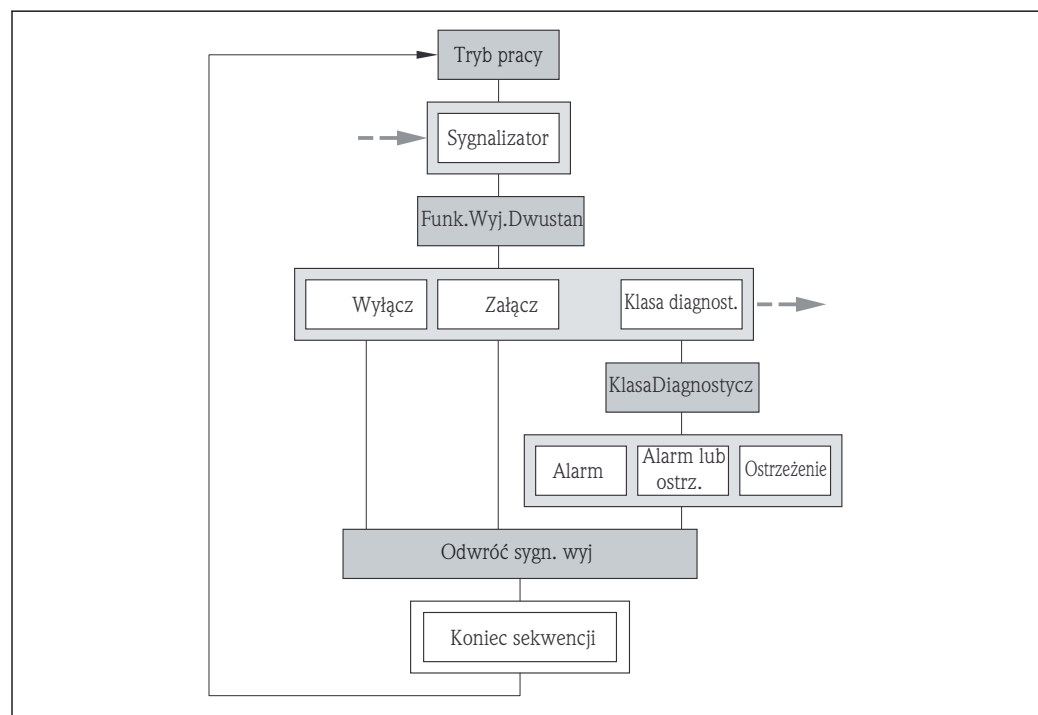 Tryb pracy
Sygnalizator
Funk.Wyj.Dwustan
Wyłącz
Załącz
Klasa diagnost.
KlasaDiagnostycz
Alarm
Alarm lub
ostrz.
Ostrzeżenie
Odwróć sygn. wyj
Koniec sekwencji